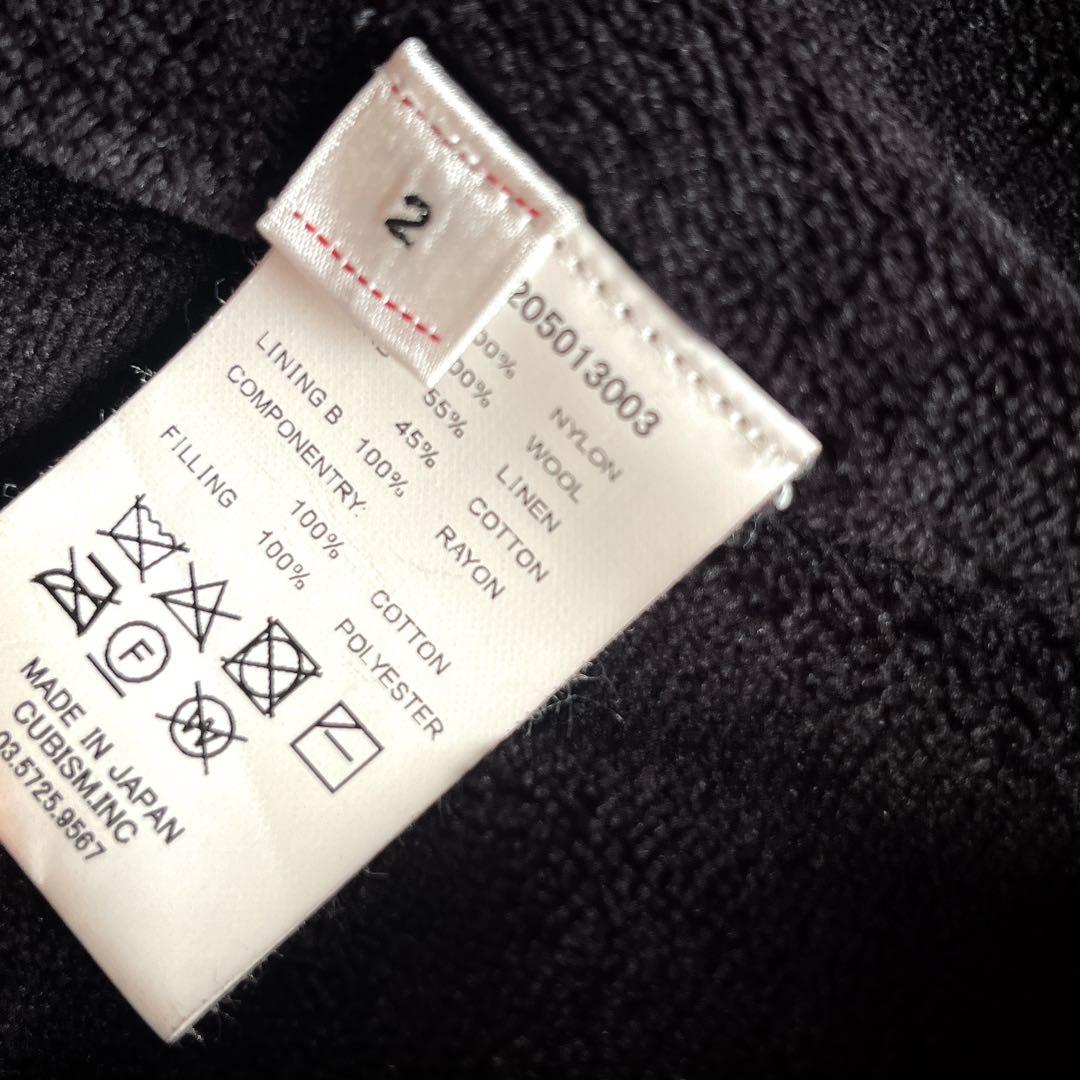 2
205013003
00% NYLON
00% WOOL
55% LINEN
45% COTTON
LINING B 100% RAYON
COMPONENTRY:
100% COTTON
FILLING 100% POLYESTER
F
W
MADE IN JAPAN
CUBISM.INC
03.5725.9567